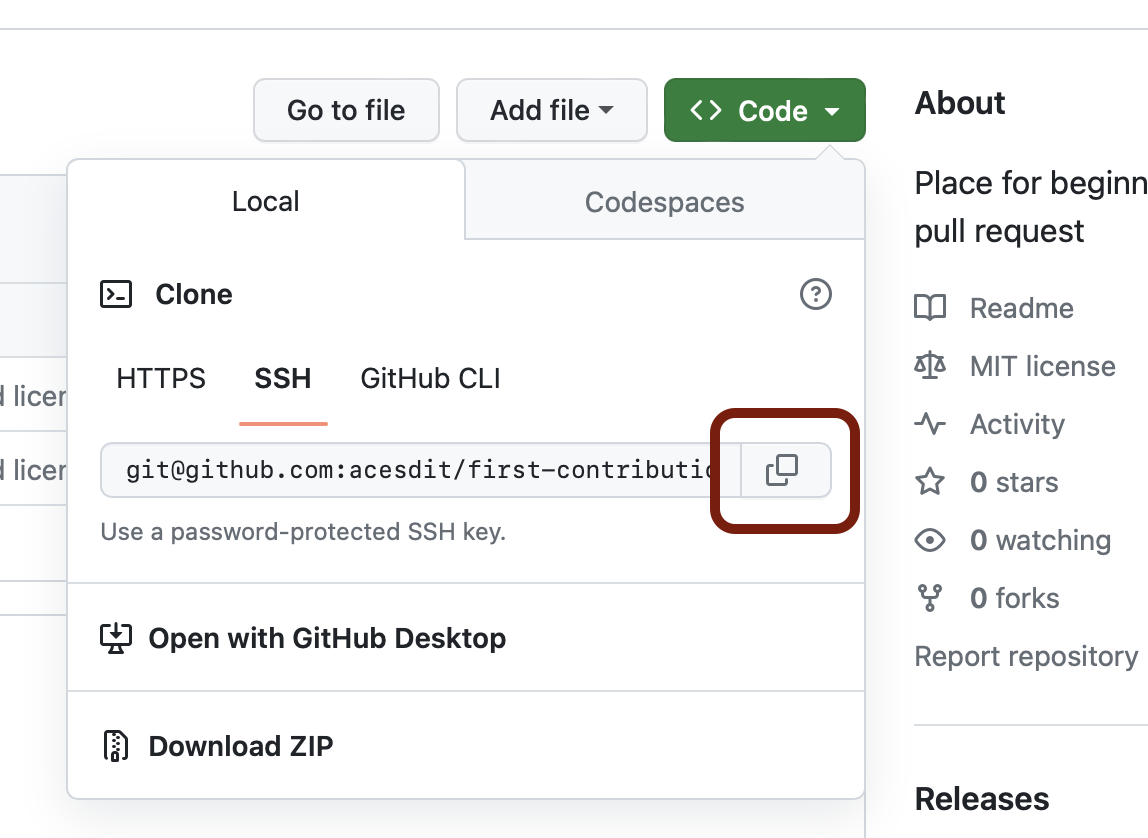 Go to file
Add file
Code
Local
Codespaces
Clone
HTTPS
SSH
GitHub CLI
git@github.com:acesdit/first-contributic
Use a password-protected SSH key.
Open with GitHub Desktop
Download ZIP
d licen
d licen
About
Place for beginn
pull request
Readme
MIT license
Activity
0 stars
0 watching
0 forks
Report repository
Releases